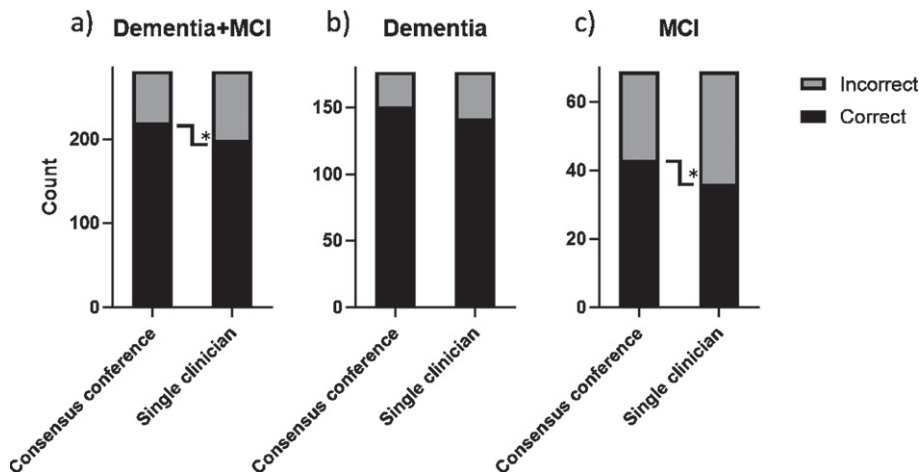 a) Dementia+MCI
b) Dementia
c) MCI
Incorrect
Correct
Count
200
100
0
*
Consensus conference
Single clinician
150
100
50
0
Consensus conference
Single clinician
60
40
20
0
*
Consensus conference
Single clinician